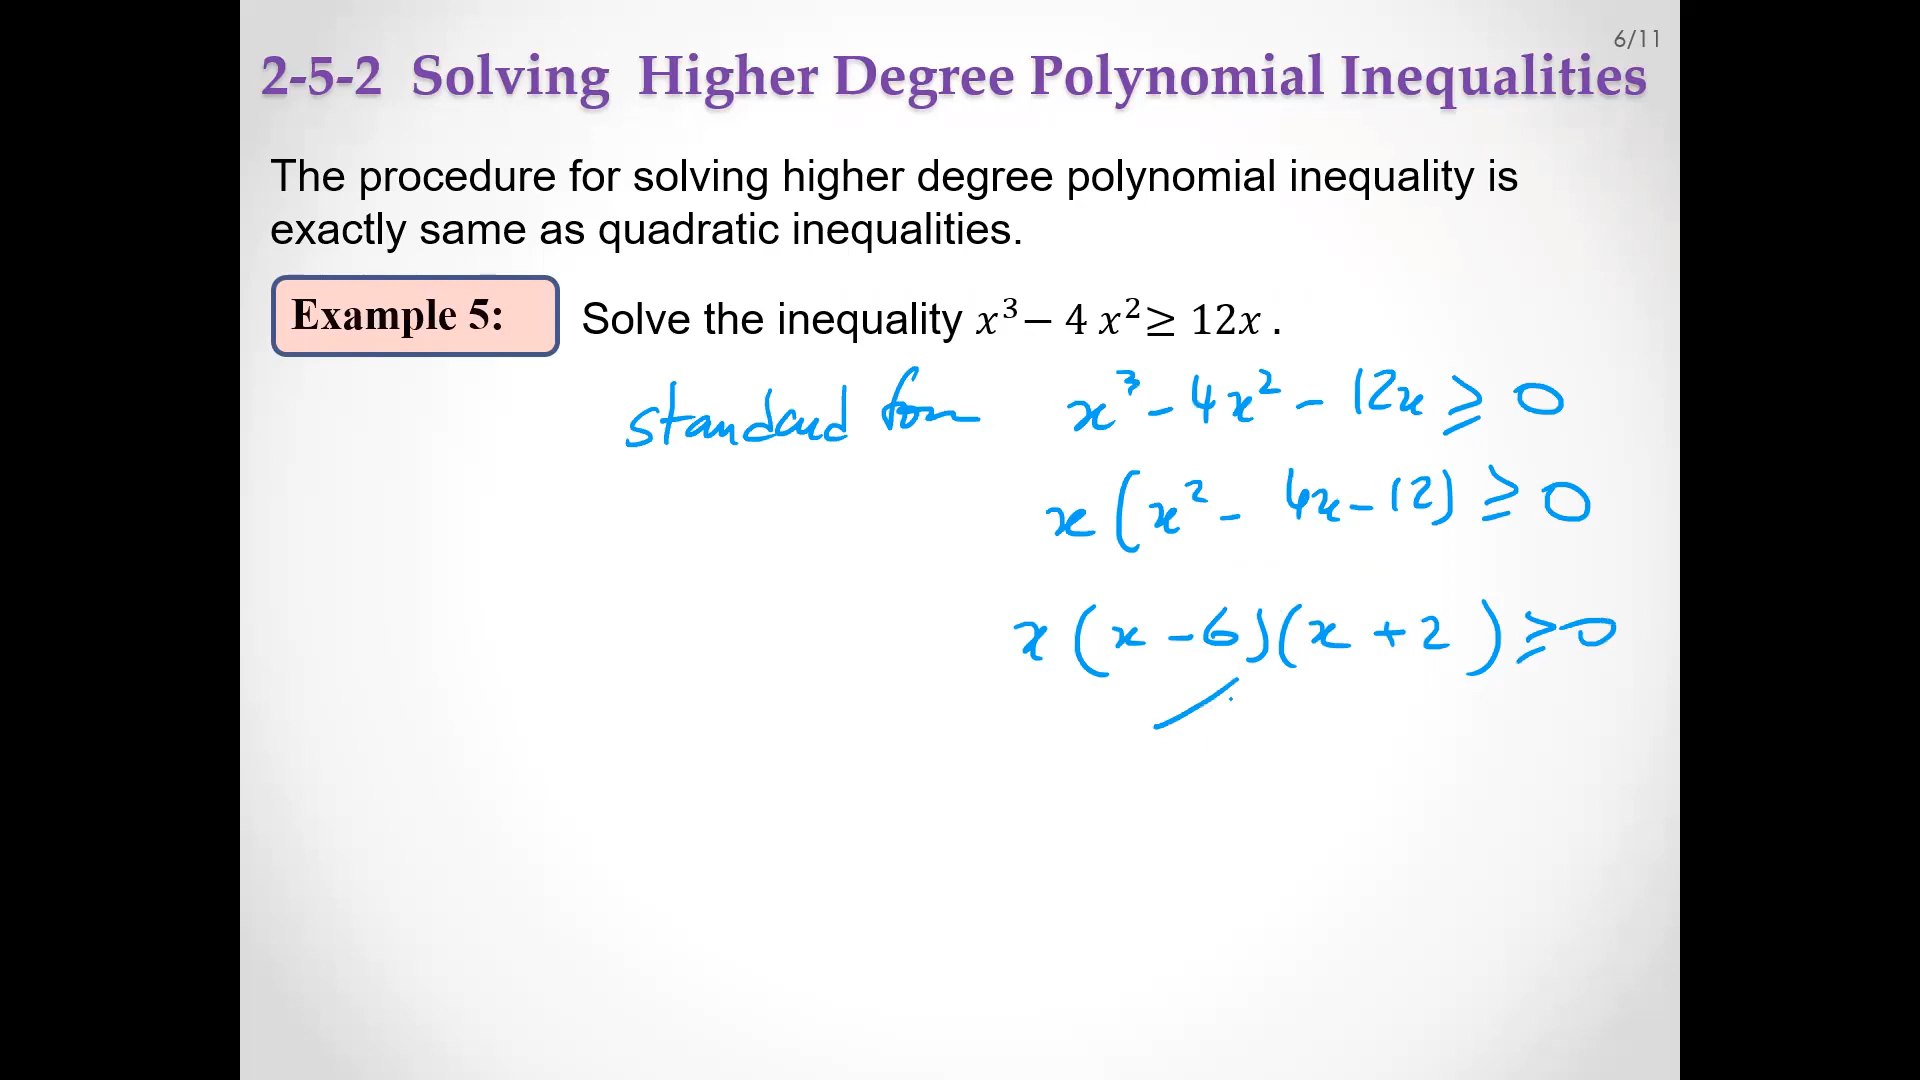 6/11
2-5-2 Solving Higher Degree Polynomial Inequalities
The procedure for solving higher degree polynomial inequality is
exactly same as quadratic inequalities.
Example 5: Solve the inequality x³ − 4 x² ≥ 12x .
standard form x³ - 4x² - 12x ≥ 0
x(x² - 4x - 12) ≥ 0
x(x - 6)(x + 2) ≥ 0